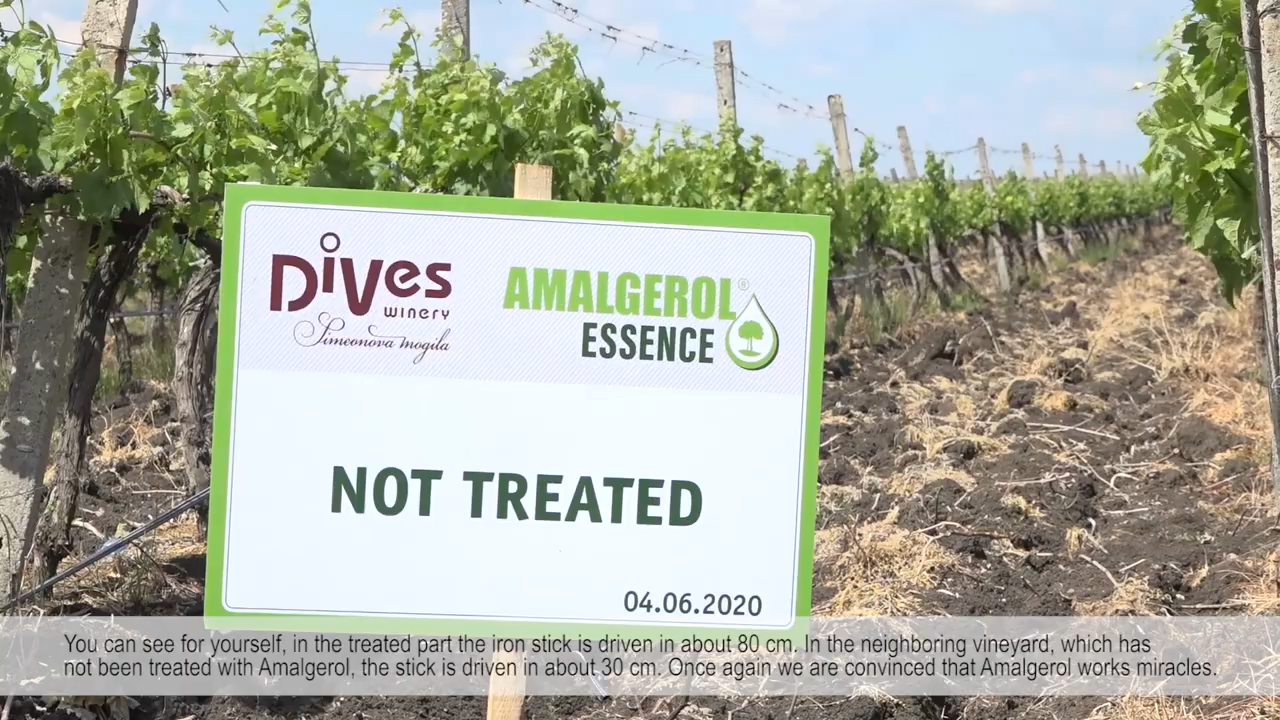 Dives
winery
Simeonova mogila
AMALGEROL®
ESSENCE
NOT TREATED
04.06.2020
You can see for yourself, in the treated part the iron stick is driven in about 80 cm. In the neighboring vineyard, which has
not been treated with Amalgerol, the stick is driven in about 30 cm. Once again we are convinced that Amalgerol works miracles.